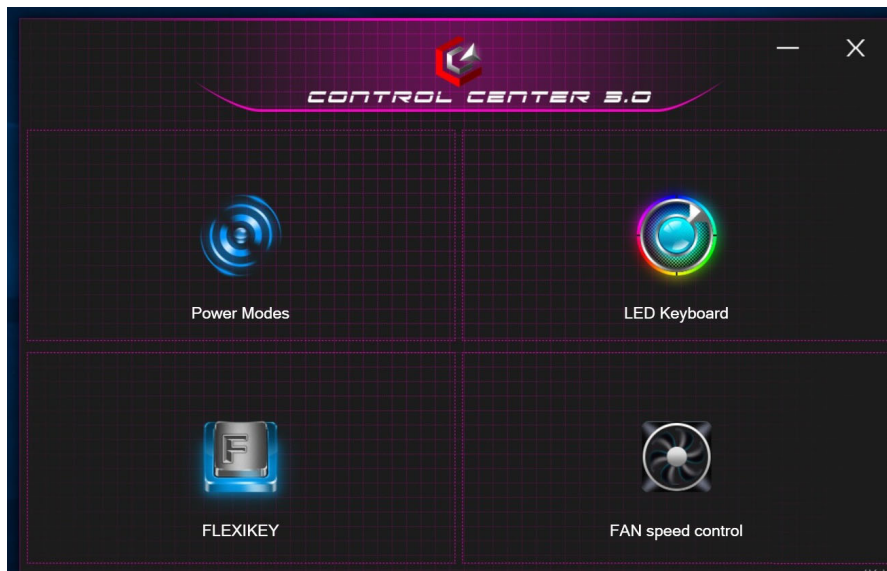 CONTROL CENTER 3.0
Power Modes
LED Keyboard
F
FLEXIKEY
FAN speed control